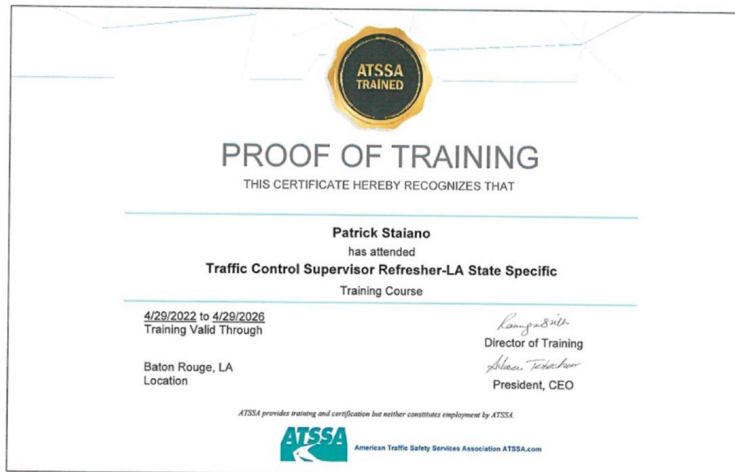 ATSSA
TRAINED
PROOF OF TRAINING
THIS CERTIFICATE HEREBY RECOGNIZES THAT
Patrick Staiano
has attended
Traffic Control Supervisor Refresher-LA State Specific
Training Course
4/29/2022 to 4/29/2026
Training Valid Through
Director of Training
Baton Rouge, LA
Location
President, CEO
ATSSA provides training and certification but neither constitutes employment by ATSSA.
ATSSA
American Traffic Safety Services Association ATSSA.com